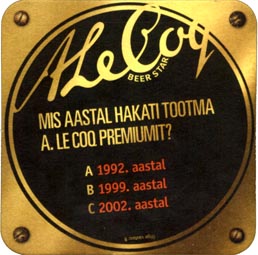 A Le Coq
BEER STAR
MIS AASTAL HAKATI TOOTMA
A. LE COQ PREMIUMIT?
A 1992. aastal
B 1999. aastal
C 2002. aastal